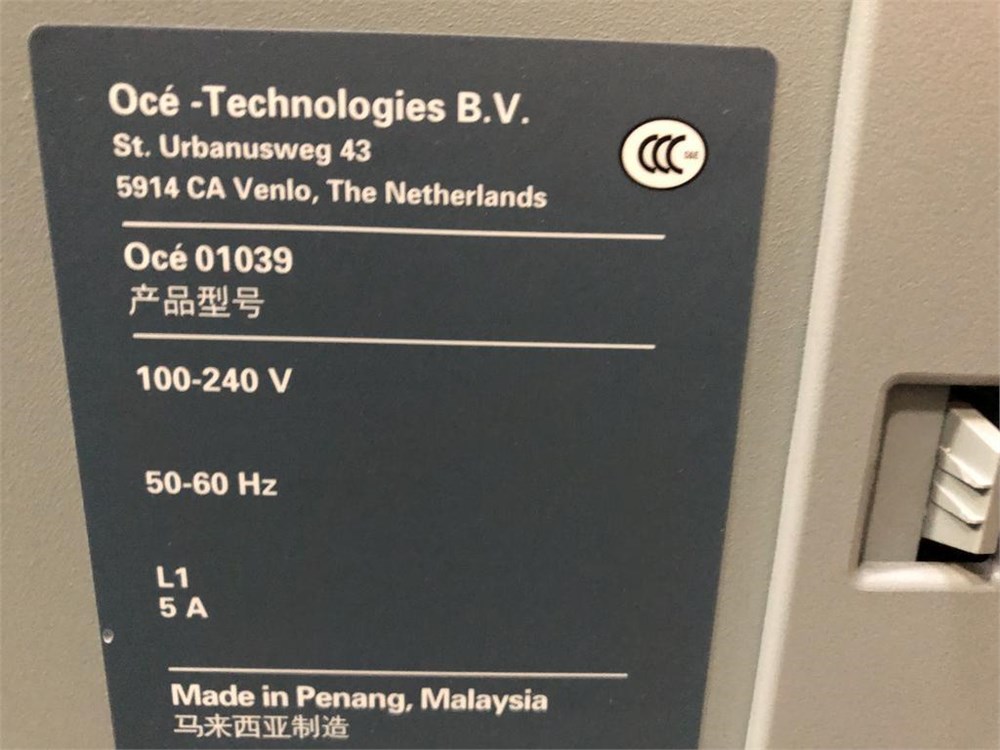 Océ -Technologies B.V.
St. Urbanusweg 43
5914 CA Venlo, The Netherlands
CCC S&E
Océ 01039
产品型号
100-240 V
50-60 Hz
L1
5 A
Made in Penang, Malaysia
马来西亚制造